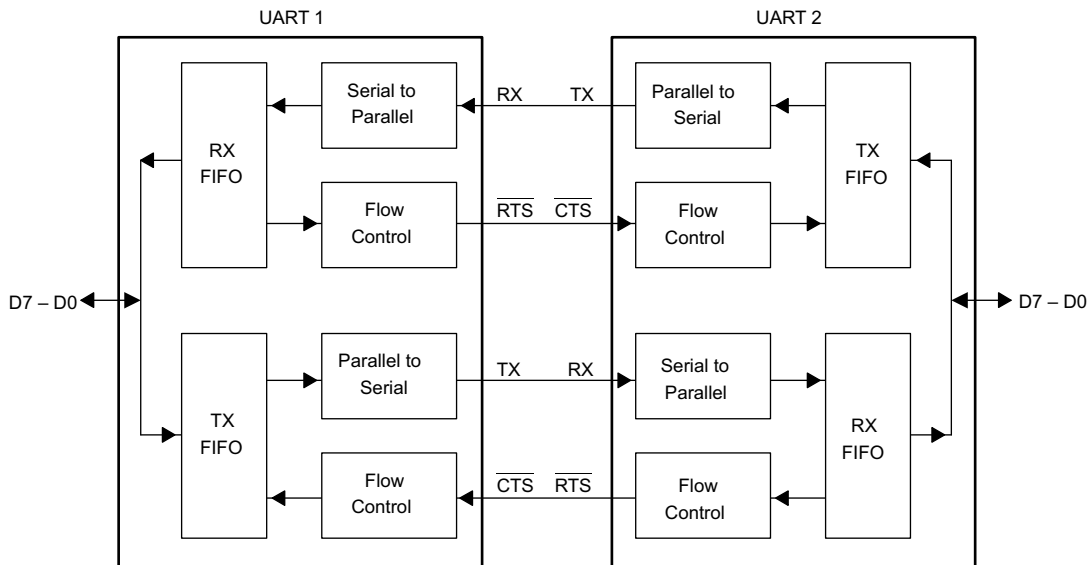 UART 1
UART 2
Serial to
Parallel
RX
TX
Parallel to
Serial
RX
FIFO
TX
FIFO
Flow
Control
RTS
CTS
Flow
Control
D7 – D0
D7 – D0
Parallel to
Serial
TX
RX
Serial to
Parallel
TX
FIFO
RX
FIFO
Flow
Control
CTS
RTS
Flow
Control